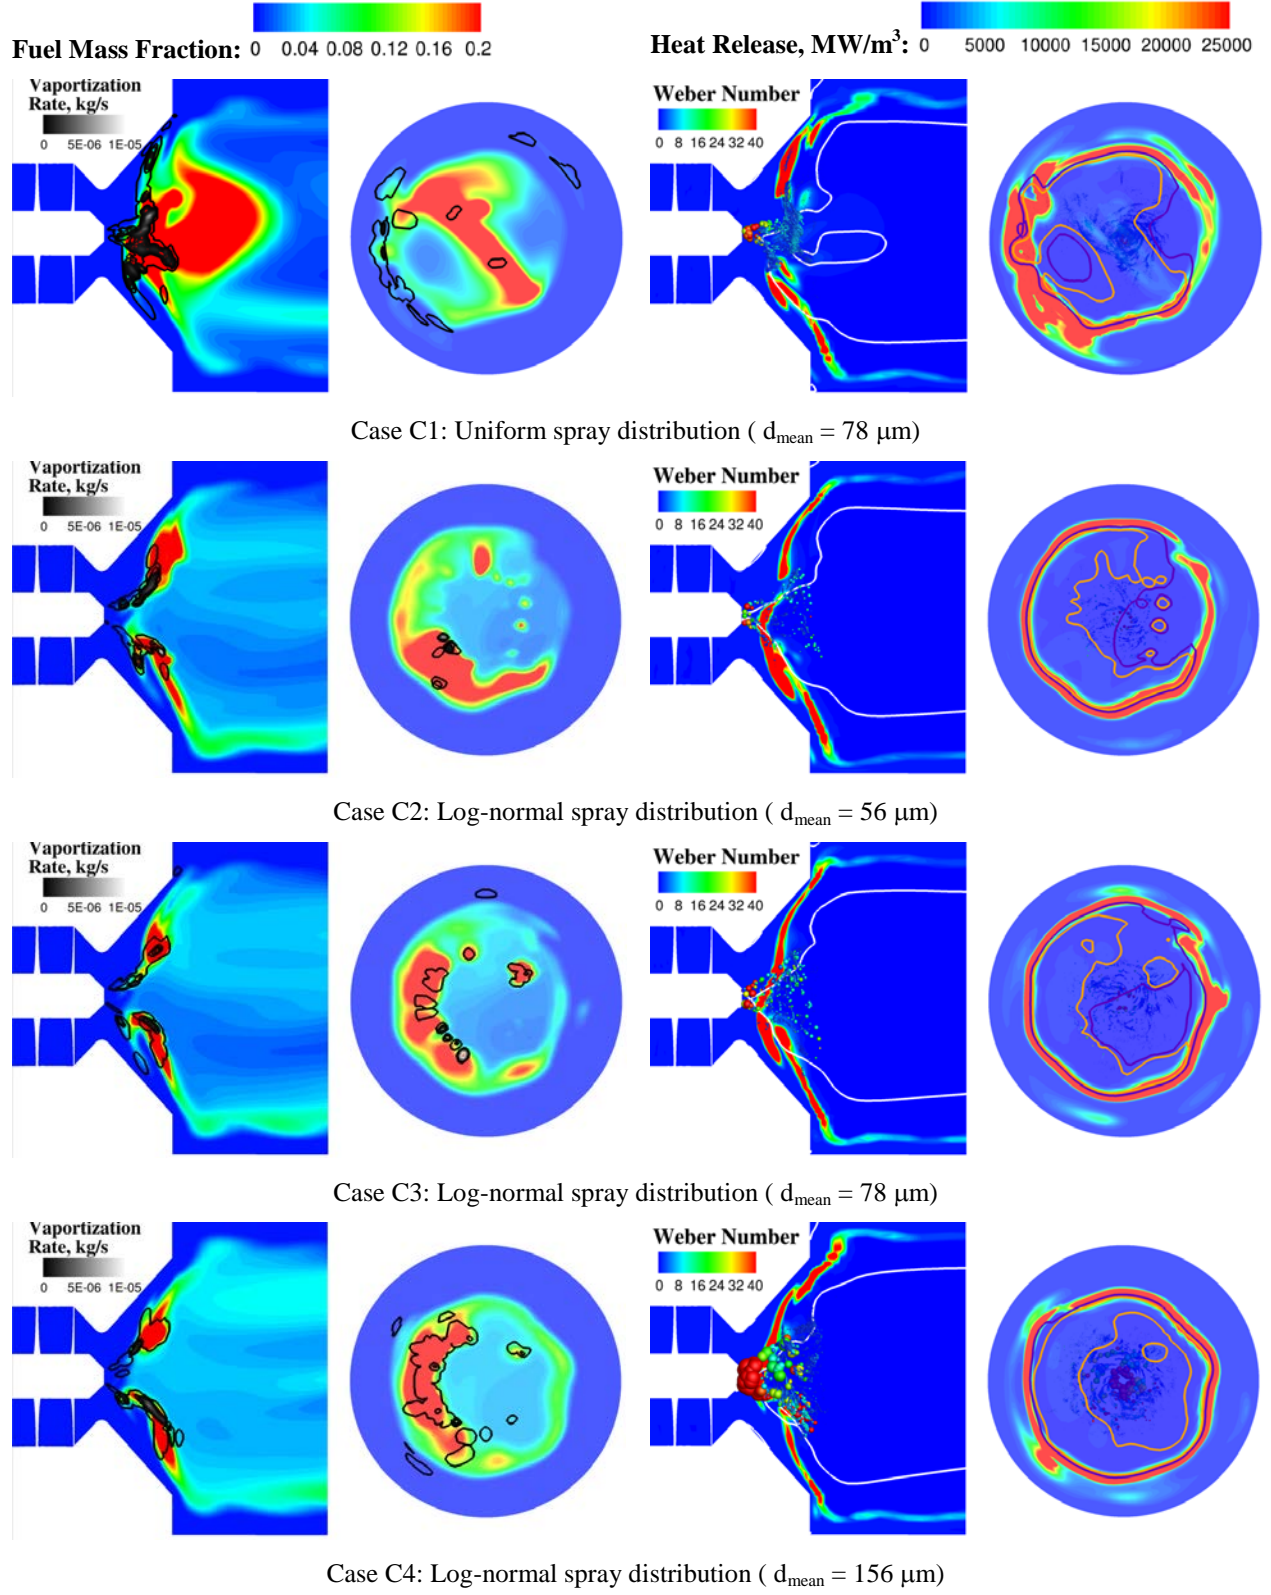 Fuel Mass Fraction: 0 0.04 0.08 0.12 0.16 0.2
Heat Release, MW/m³: 0 5000 10000 15000 20000 25000
Vaportization
Rate, kg/s
0 5E-06 1E-05
Weber Number
0 8 16 24 32 40
Case C1: Uniform spray distribution ( d_mean = 78 μm)
Vaportization
Rate, kg/s
0 5E-06 1E-05
Weber Number
0 8 16 24 32 40
Case C2: Log-normal spray distribution ( d_mean = 56 μm)
Vaportization
Rate, kg/s
0 5E-06 1E-05
Weber Number
0 8 16 24 32 40
Case C3: Log-normal spray distribution ( d_mean = 78 μm)
Vaportization
Rate, kg/s
0 5E-06 1E-05
Weber Number
0 8 16 24 32 40
Case C4: Log-normal spray distribution ( d_mean = 156 μm)